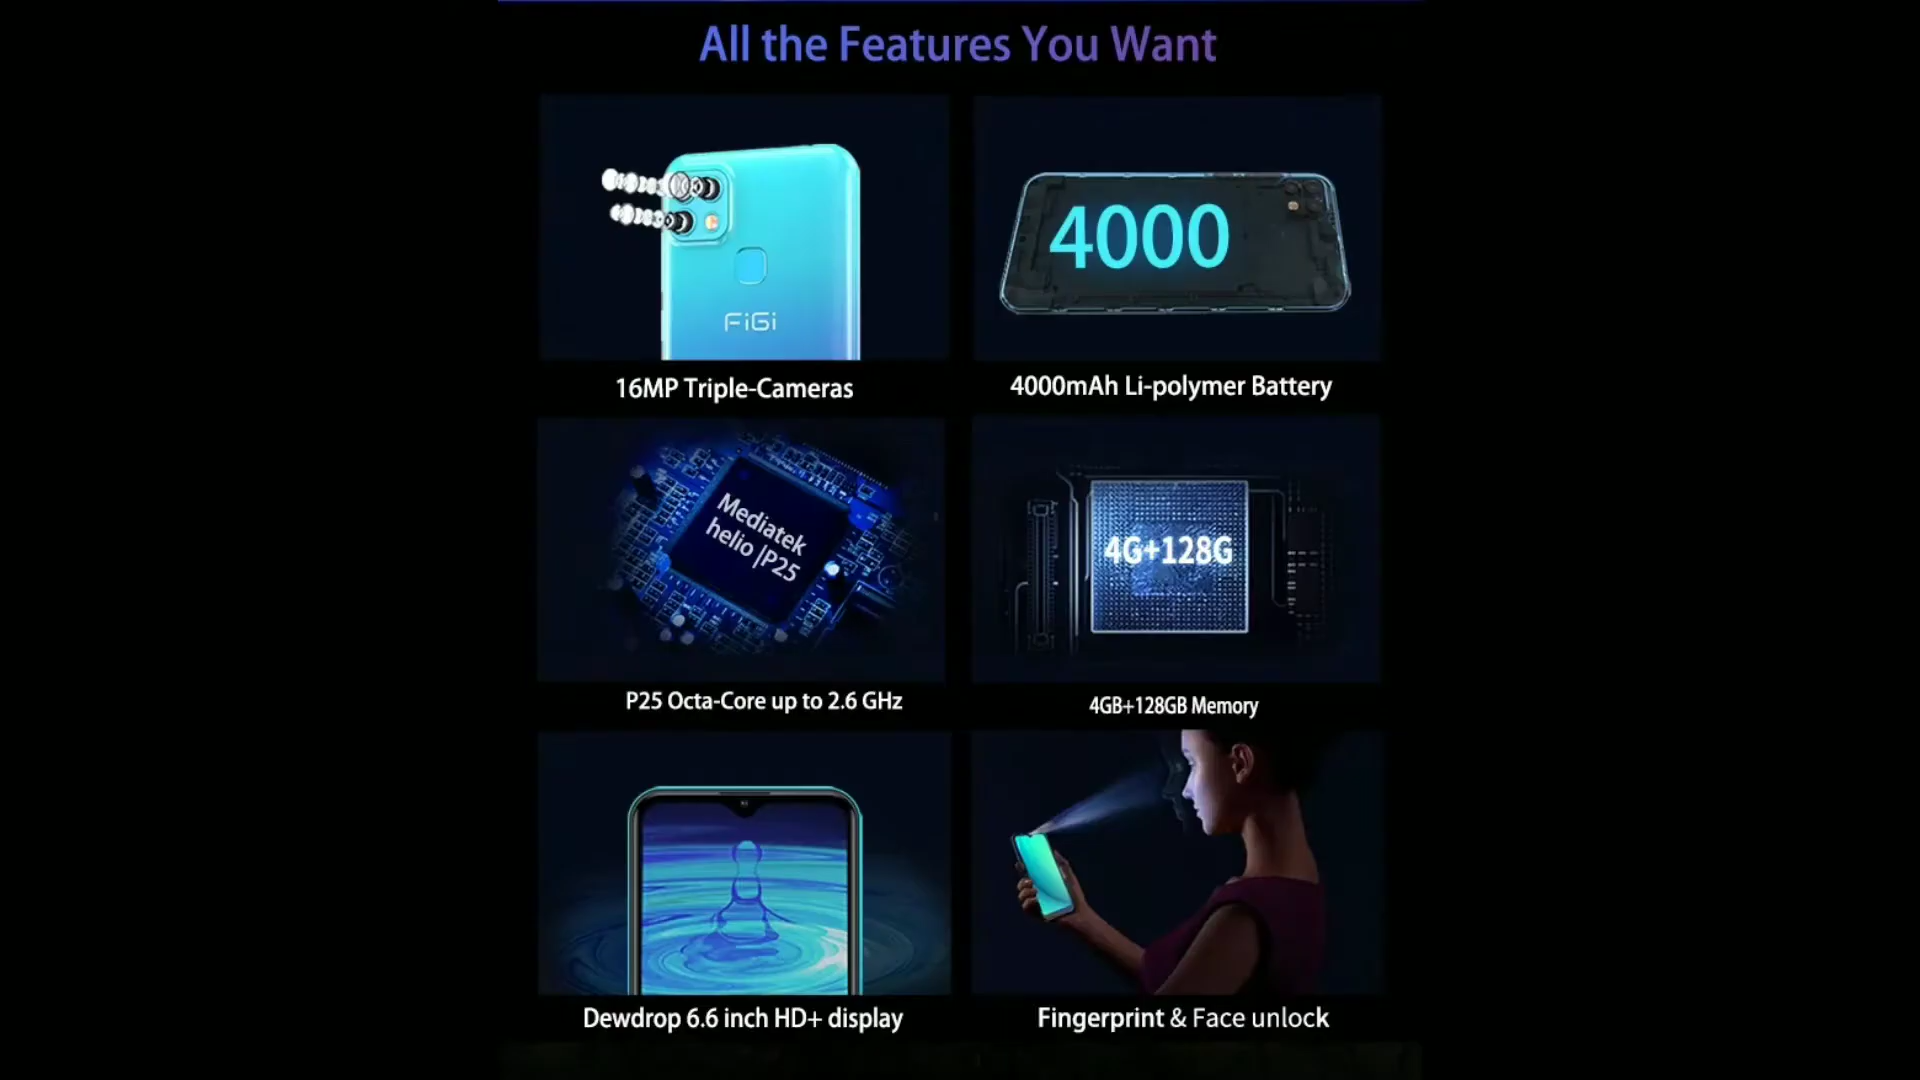 All the Features You Want
FiGi
4000
16MP Triple-Cameras
4000mAh Li-polymer Battery
Mediatek
helio |P25
4G+128G
P25 Octa-Core up to 2.6 GHz
4GB+128GB Memory
Dewdrop 6.6 inch HD+ display
Fingerprint & Face unlock